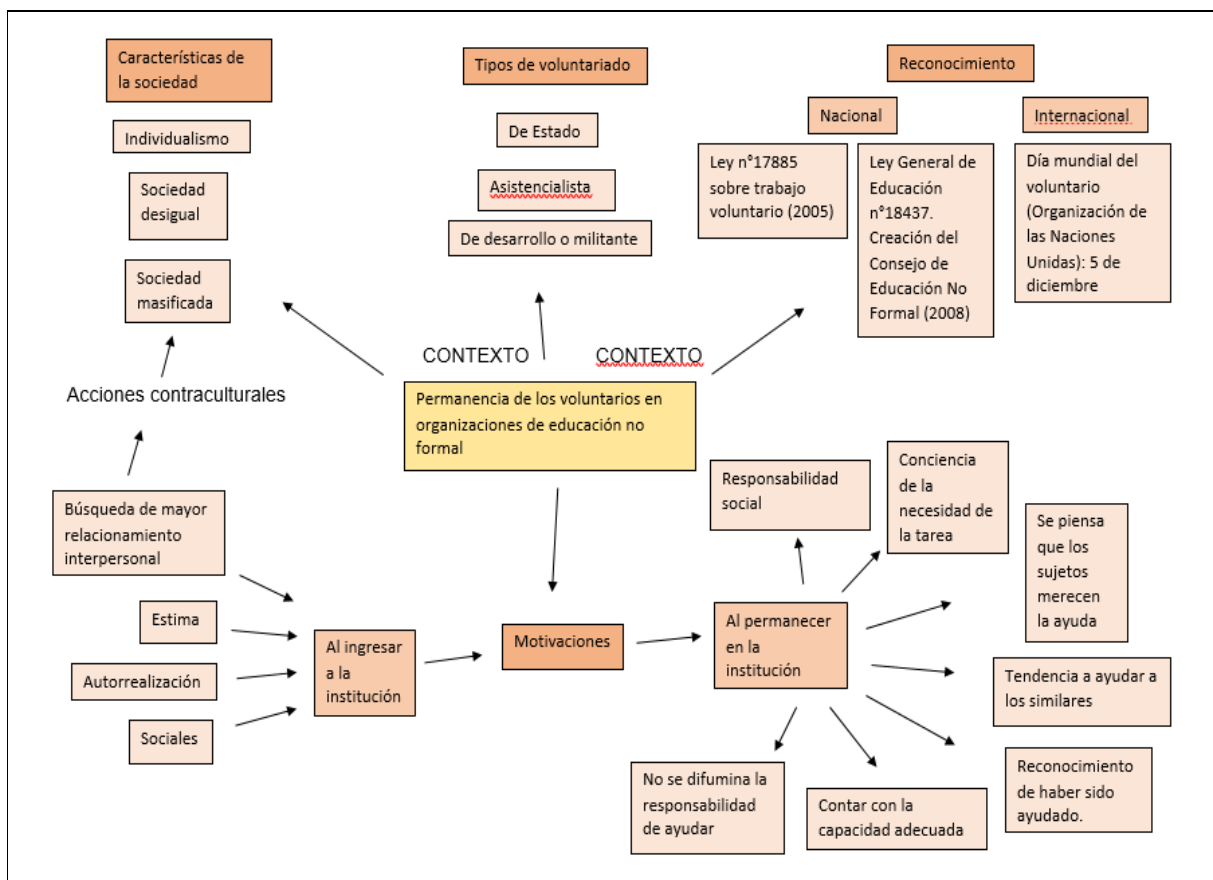 Características de
la sociedad
Individualismo
Sociedad
desigual
Sociedad
masificada
Tipos de voluntariado
De Estado
Asistencialista
De desarrollo o militante
Reconocimiento
Nacional
Internacional
Ley n°17885
sobre trabajo
voluntario (2005)
Ley General de
Educación
n°18437.
Creación del
Consejo de
Educación No
Formal (2008)
Día mundial del
voluntario
(Organización de
las Naciones
Unidas): 5 de
diciembre
CONTEXTO
CONTEXTO
Permanencia de los voluntarios en
organizaciones de educación no
formal
Acciones contraculturales
Búsqueda de mayor
relacionamiento
interpersonal
Estima
Autorrealización
Sociales
Al ingresar
a la
institución
Motivaciones
Al permanecer
en la
institución
Responsabilidad
social
Conciencia
de la
necesidad de
la tarea
Se piensa
que los
sujetos
merecen
la ayuda
Tendencia a ayudar a
los similares
Reconocimiento
de haber sido
ayudado.
Contar con la
capacidad adecuada
No se difumina la
responsabilidad
de ayudar